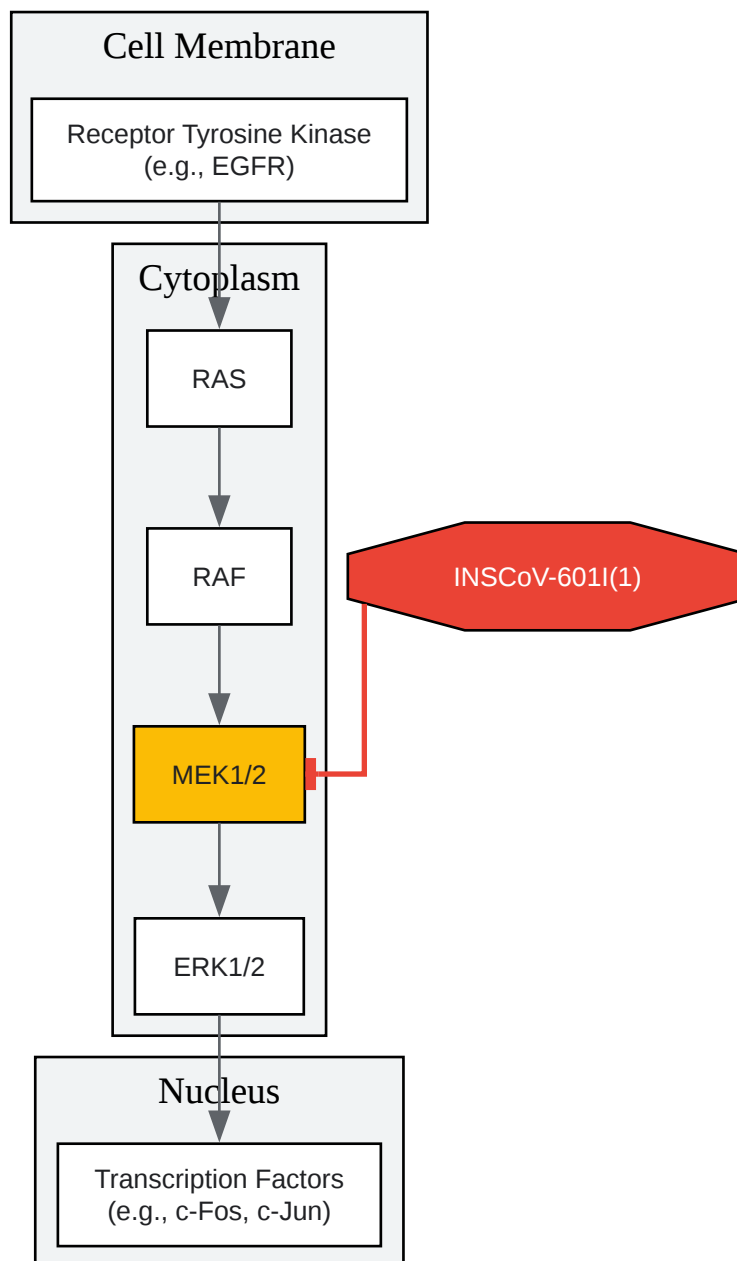 Cell Membrane
Receptor Tyrosine Kinase
(e.g., EGFR)
Cytoplasm
RAS
RAF
INSCoV-601I(1)
MEK1/2
ERK1/2
Nucleus
Transcription Factors
(e.g., c-Fos, c-Jun)